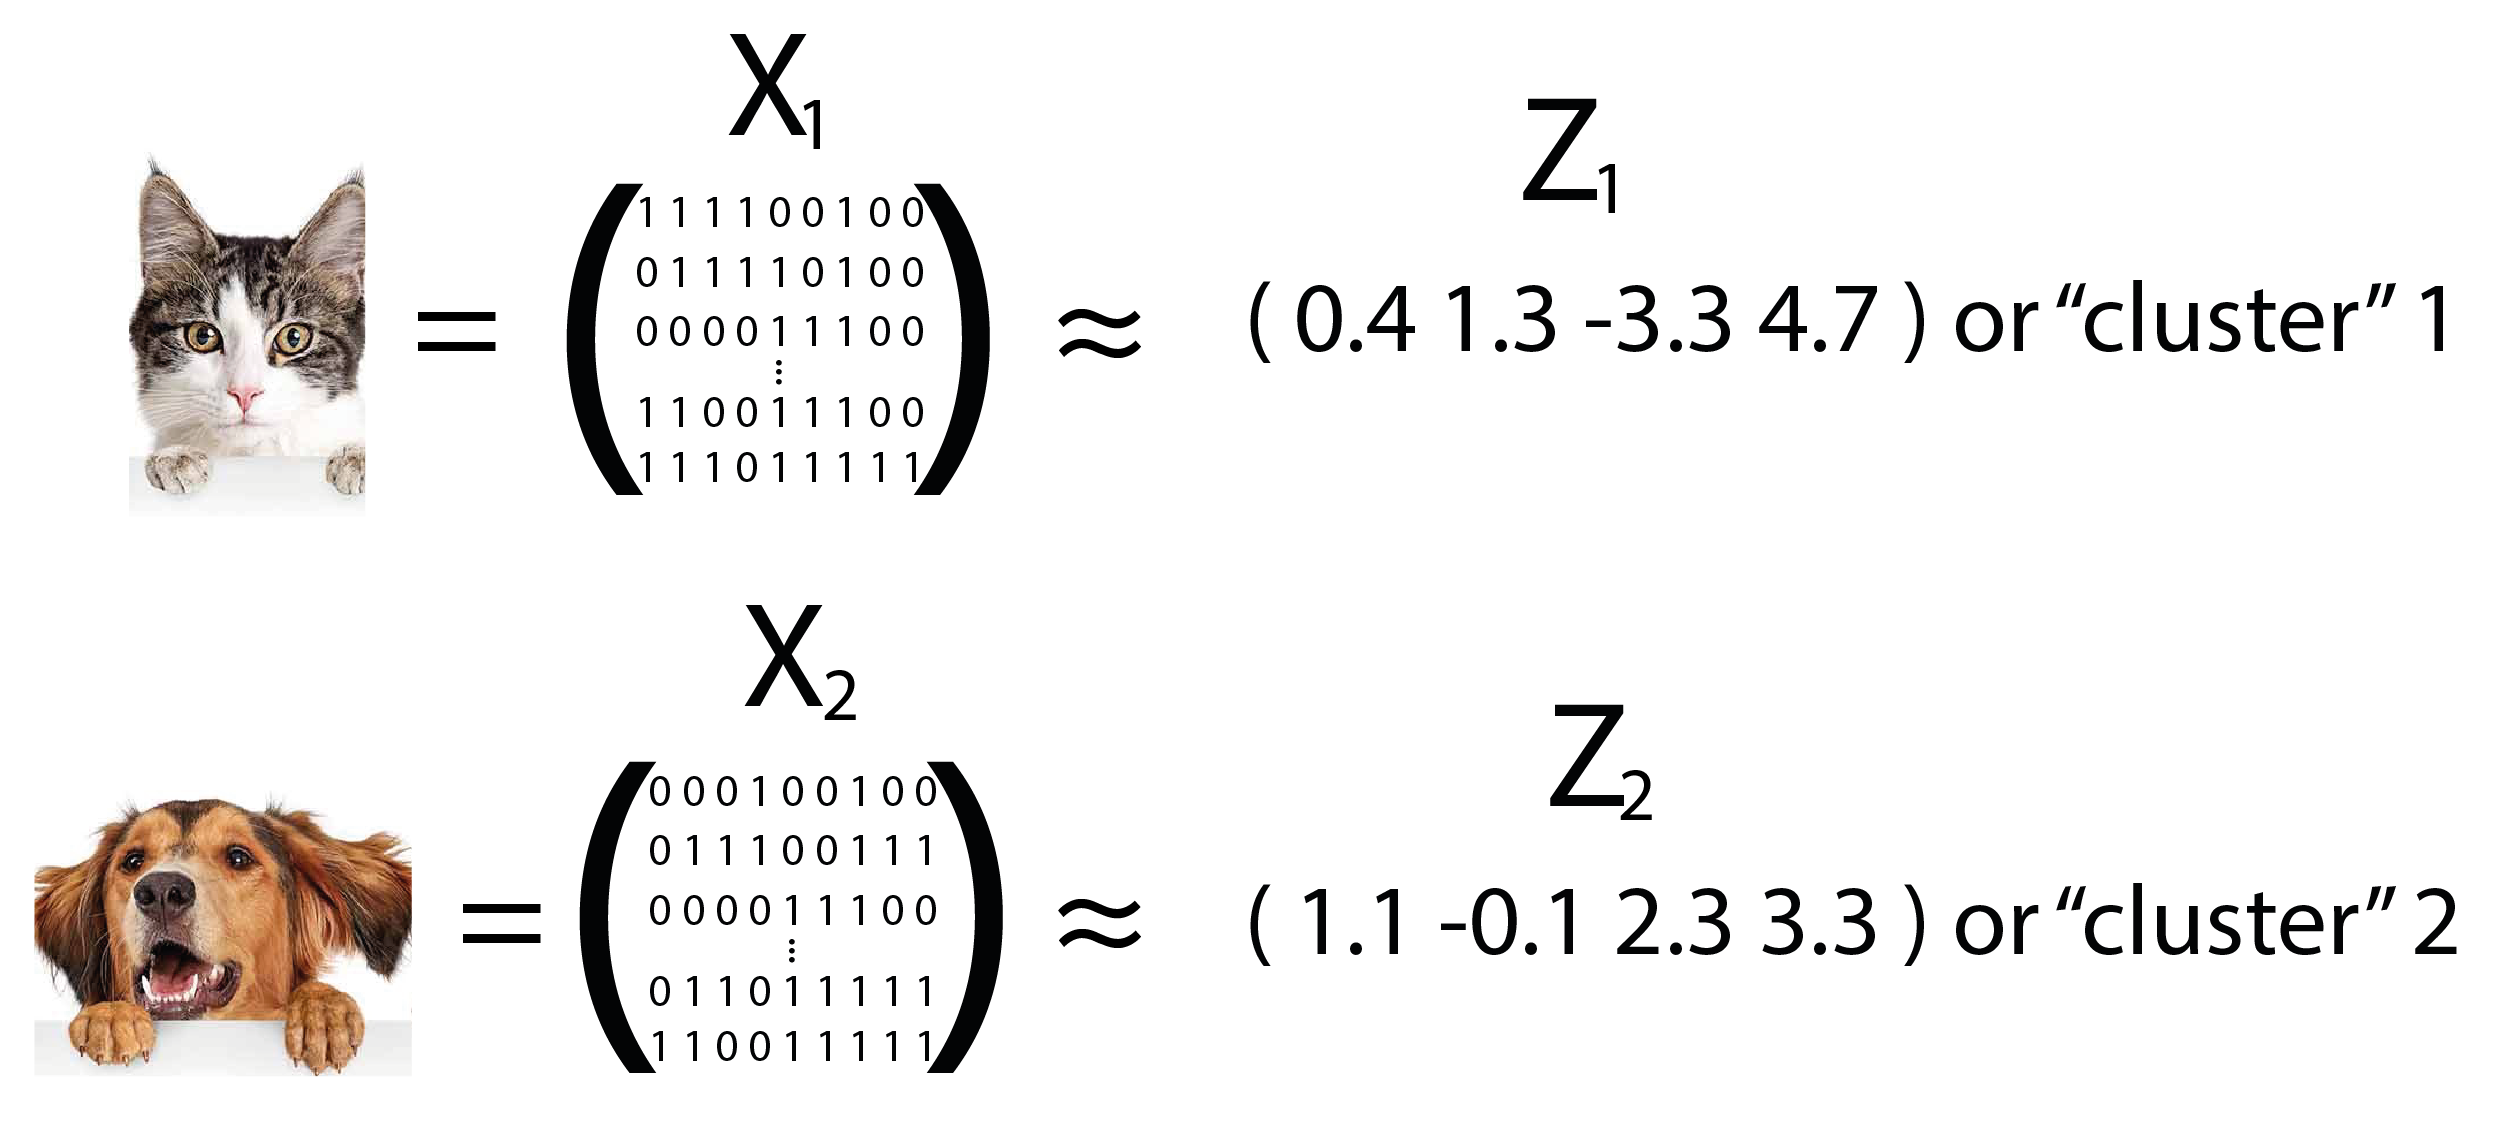 X1
Z1
1 1 1 1 0 0 1 0 0
0 1 1 1 1 0 1 0 0
0 0 0 0 1 1 1 0 0
⋮
1 1 0 0 1 1 1 0 0
1 1 1 0 1 1 1 1 1
= ( ) ≈ ( 0.4 1.3 -3.3 4.7 ) or “cluster” 1
X2
Z2
0 0 0 1 0 0 1 0 0
0 1 1 1 0 0 1 1 1
0 0 0 0 1 1 1 0 0
⋮
0 1 1 0 1 1 1 1 1
1 1 0 0 1 1 1 1 1
= ( ) ≈ ( 1.1 -0.1 2.3 3.3 ) or “cluster” 2